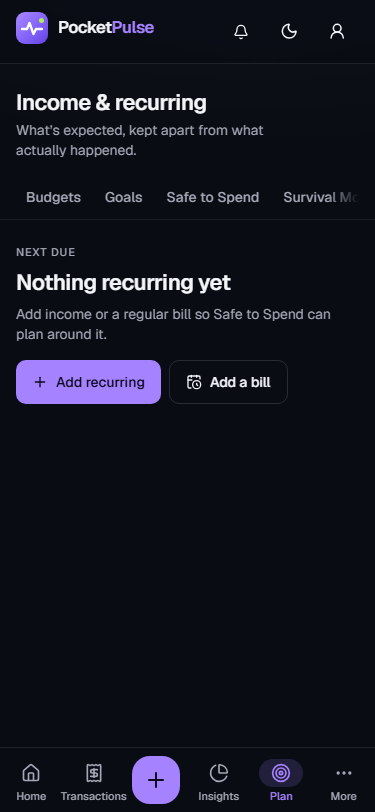 PocketPulse
Income & recurring
What's expected, kept apart from what
actually happened.
Budgets Goals Safe to Spend Survival
NEXT DUE
Nothing recurring yet
Add income or a regular bill so Safe to Spend can
plan around it.
Add recurring Add a bill
Home Transactions Insights Plan More